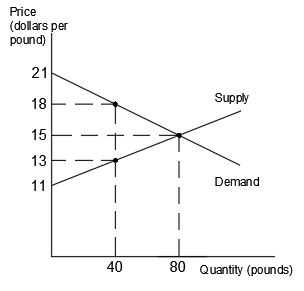 Price
(dollars per
pound)
21
18
15
13
11
Supply
Demand
40
80
Quantity (pounds)